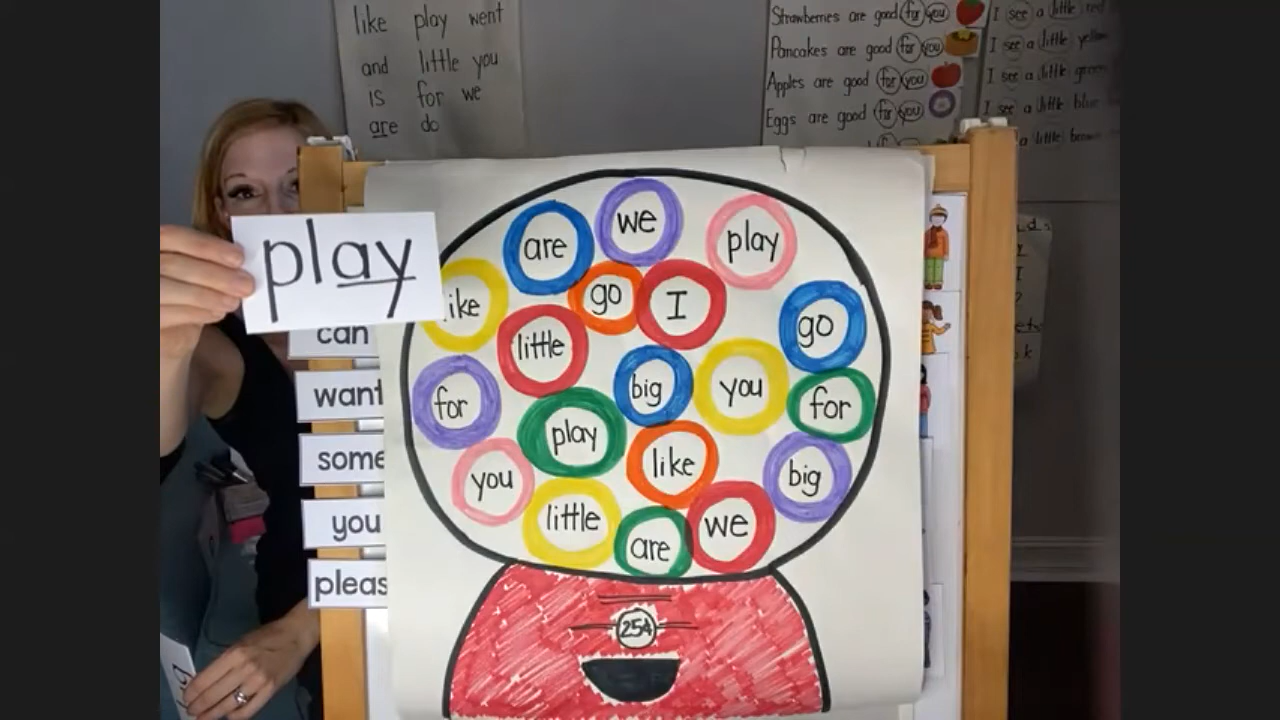 like play went
and little you
is for we
are do
Strawberries are good for you
Pancakes are good for you
Apples are good for you
Eggs are good for you
I see a little red
I see a little yellow
I see a little green
I see a little blue
a little brown
play
can
want
some
you
pleas
we
are
play
go
I
like
go
little
big
you
for
for
play
like
big
you
little
we
are
25¢